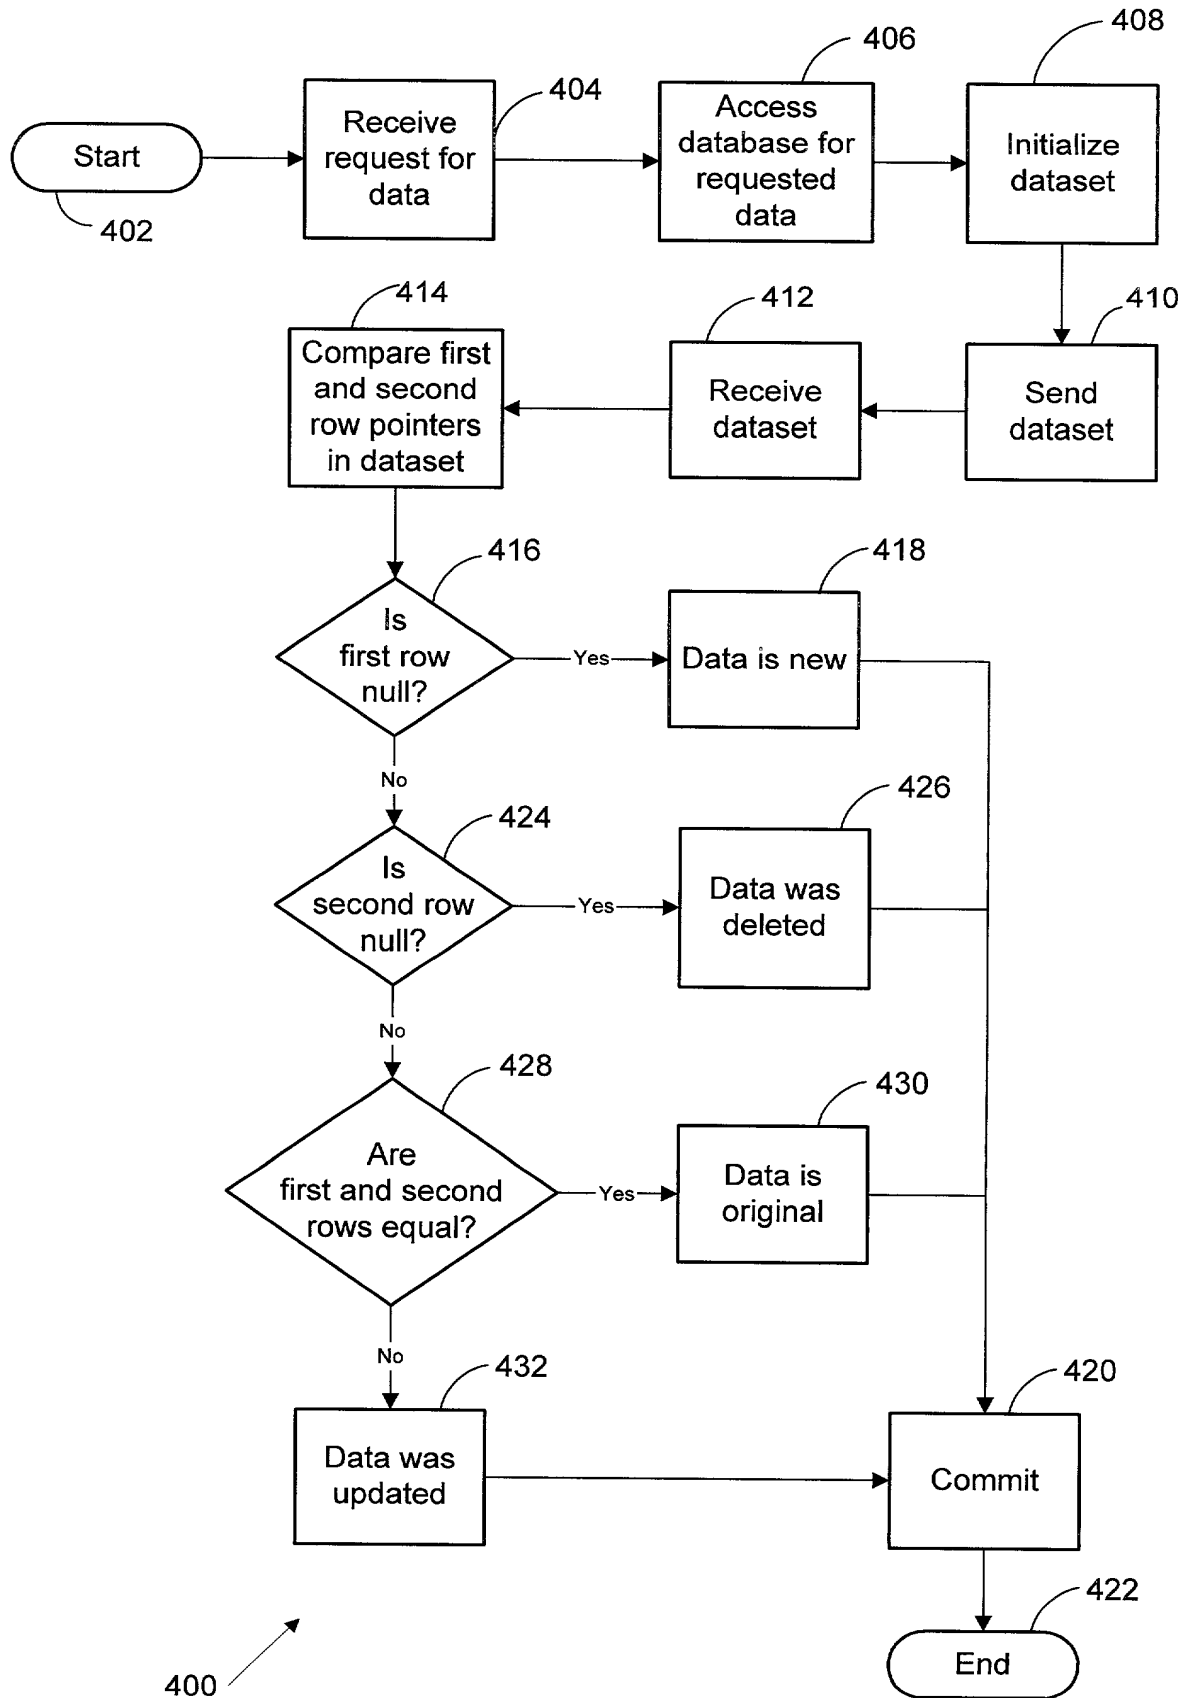 Start
402
Receive
request for
data
404
Access
database for
requested
data
406
Initialize
dataset
408
Send
dataset
410
Receive
dataset
412
Compare first
and second
row pointers
in dataset
414
Is
first row
null?
416
Yes
Data is new
418
No
Is
second row
null?
424
Yes
Data was
deleted
426
No
Are
first and second
rows equal?
428
Yes
Data is
original
430
No
Data was
updated
432
Commit
420
End
422
400